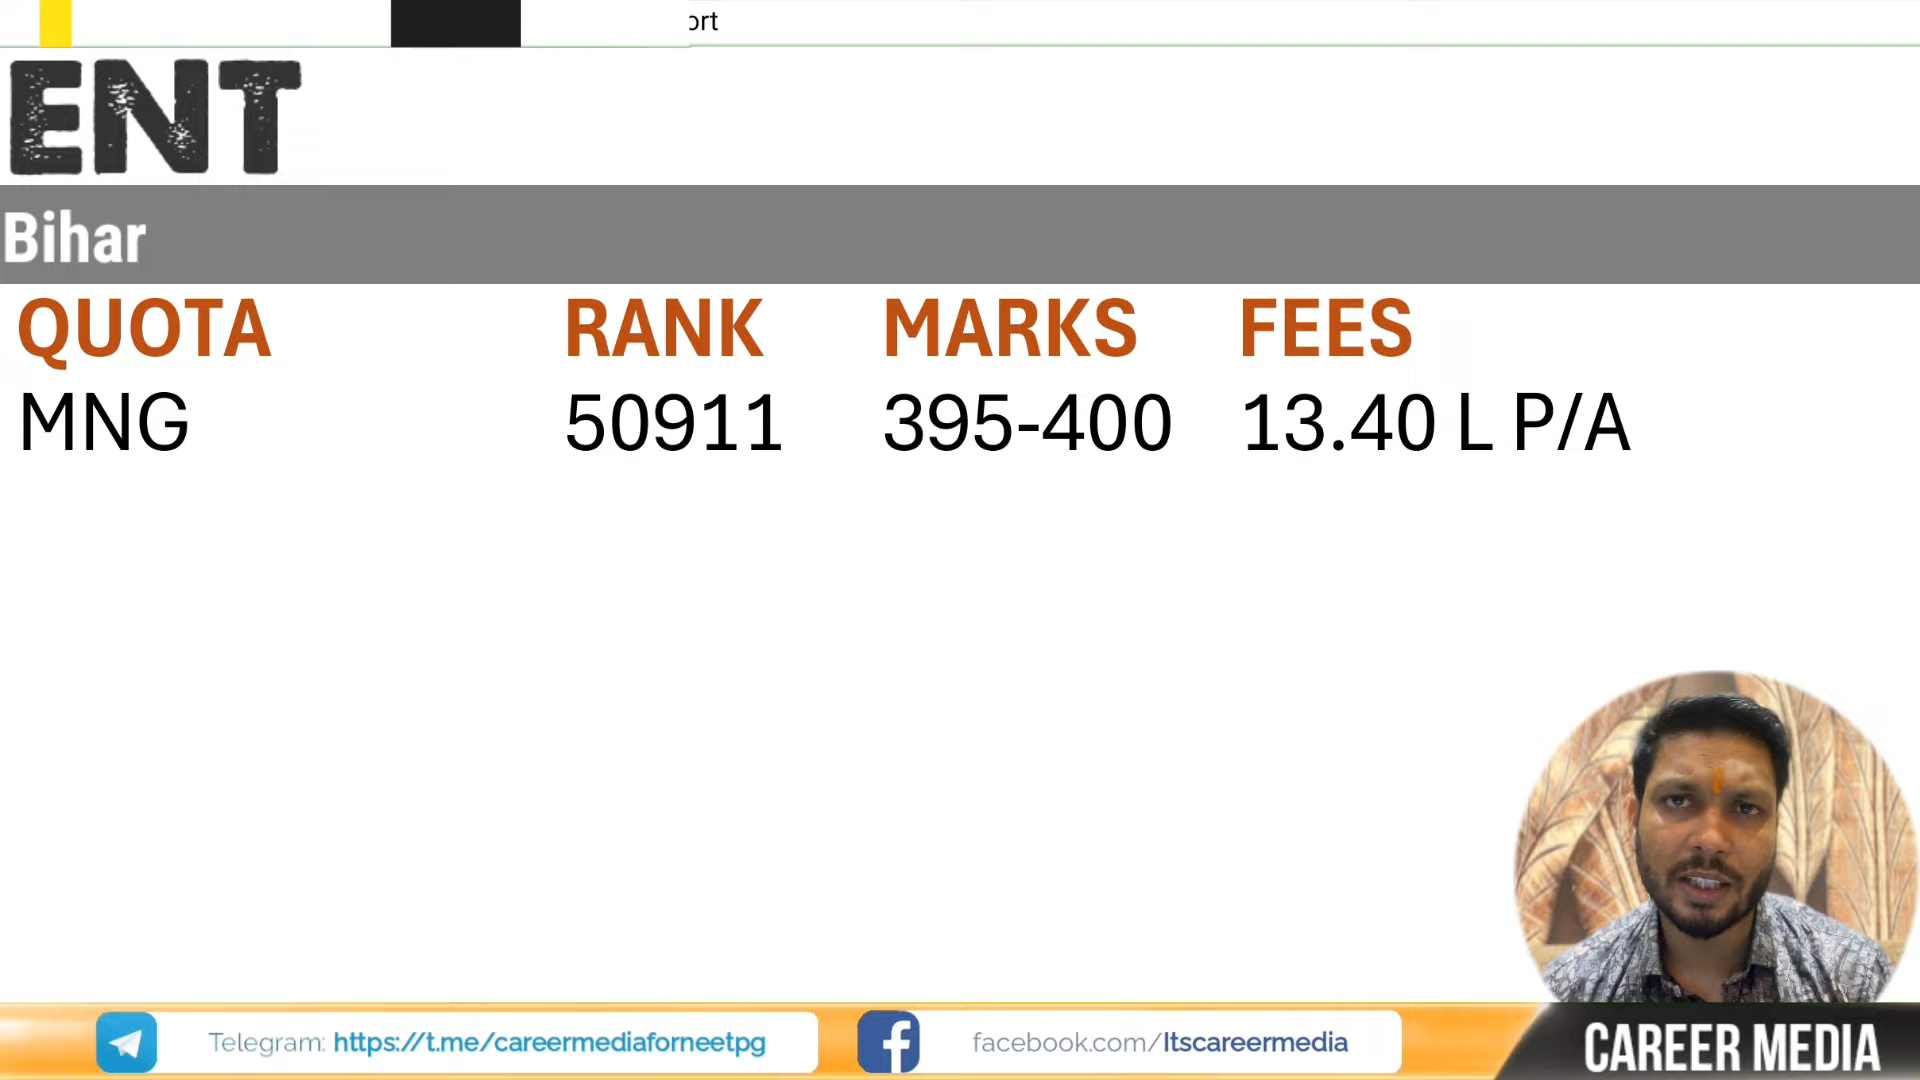 ort
ENT
Bihar
QUOTA RANK MARKS FEES
MNG 50911 395-400 13.40 L P/A
Telegram: https://t.me/careermediaforneetpg facebook.com/Itscareermedia CAREER MEDIA